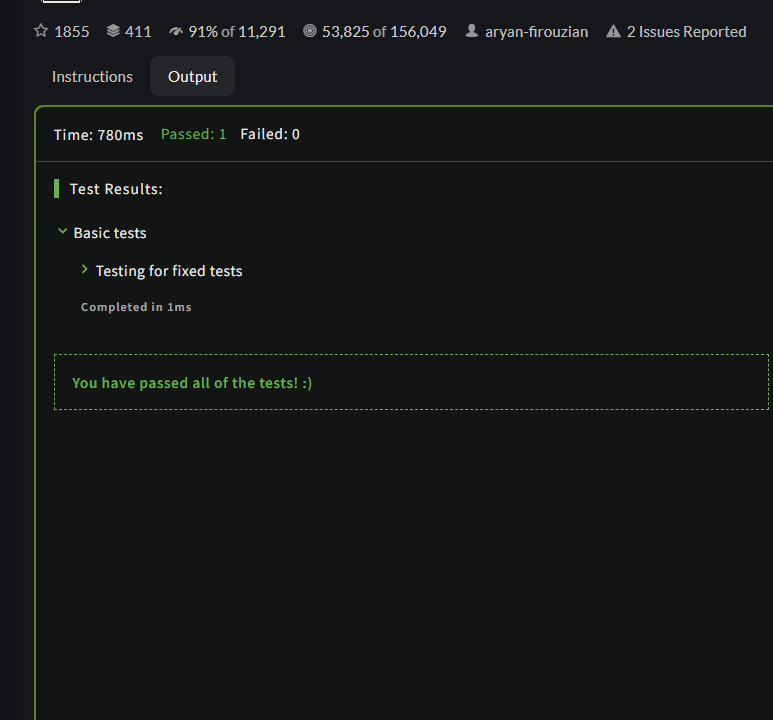 1855 411 91% of 11,291 53,825 of 156,049 aryan-firouzian 2 Issues Reported
Instructions Output
Time: 780ms Passed: 1 Failed: 0
Test Results:
Basic tests
Testing for fixed tests
Completed in 1ms
You have passed all of the tests! :)